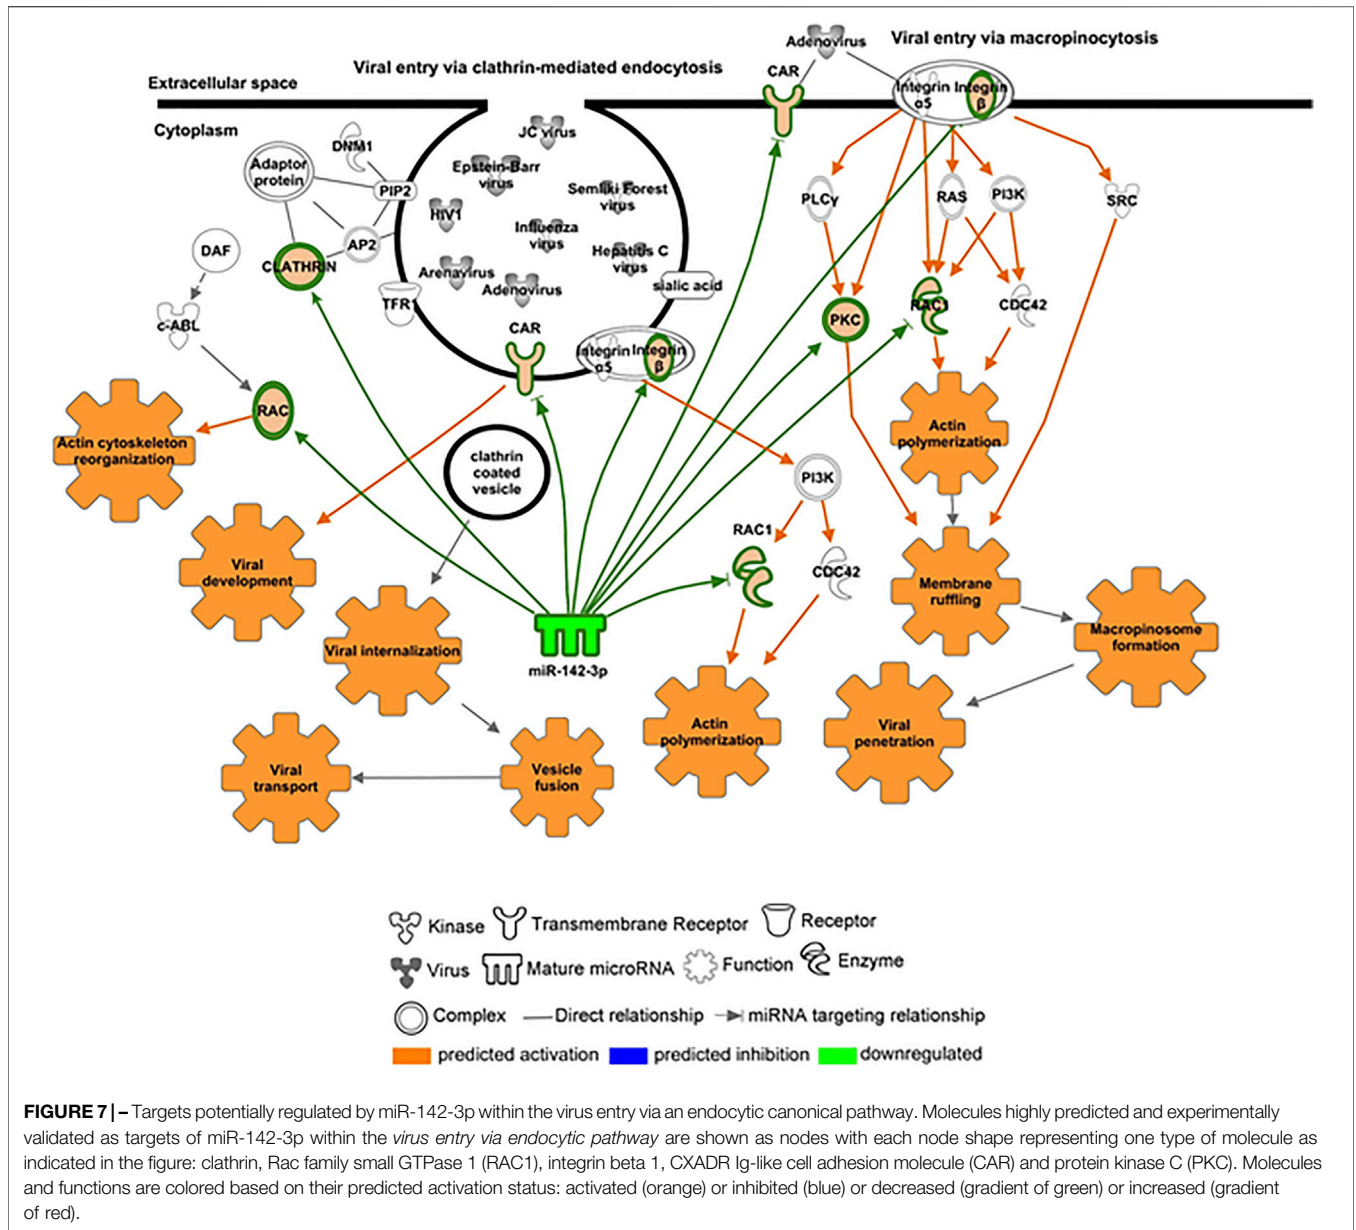 Adenovirus
Viral entry via macropinocytosis
Viral entry via clathrin-mediated endocytosis
CAR
Extracellular space
Integrin
α5
Integrin
β
Cytoplasm
JC virus
DNM1
Adaptor
protein
Epstein-Barr
virus
PIP2
Semliki Forest
virus
PLCγ
RAS
PI3K
SRC
HIV1
Influenza
virus
DAF
AP2
Hepatitis C
virus
CLATHRIN
Arenavirus
Adenovirus
sialic acid
TFR
c-ABL
CAR
PKC
RAC1
CDC42
Integrin
α5
Integrin
β
RAC
Actin cytoskeleton
reorganization
Actin
polymerization
clathrin
coated
vesicle
PI3K
RAC1
Viral
development
CDC42
Membrane
ruffling
Macropinosome
formation
Viral internalization
miR-142-3p
Actin
polymerization
Viral
penetration
Viral
transport
Vesicle
fusion
Kinase
Transmembrane Receptor
Receptor
Virus
Mature microRNA
Function
Enzyme
Complex
Direct relationship
miRNA targeting relationship
predicted activation
predicted inhibition
downregulated
FIGURE 7 | – Targets potentially regulated by miR-142-3p within the virus entry via an endocytic canonical pathway. Molecules highly predicted and experimentally
validated as targets of miR-142-3p within the virus entry via endocytic pathway are shown as nodes with each node shape representing one type of molecule as
indicated in the figure: clathrin, Rac family small GTPase 1 (RAC1), integrin beta 1, CXADR Ig-like cell adhesion molecule (CAR) and protein kinase C (PKC). Molecules
and functions are colored based on their predicted activation status: activated (orange) or inhibited (blue) or decreased (gradient of green) or increased (gradient
of red).